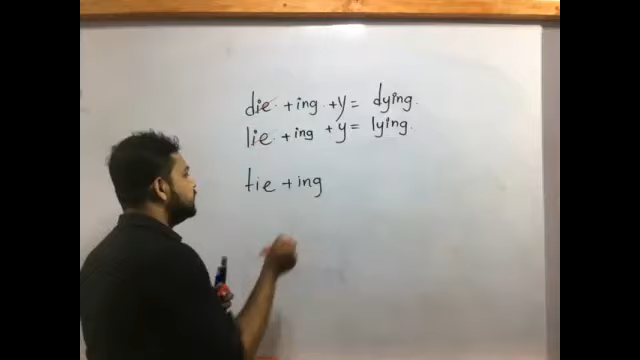 die + ing + y = dying.
lie + ing + y = lying.
tie + ing